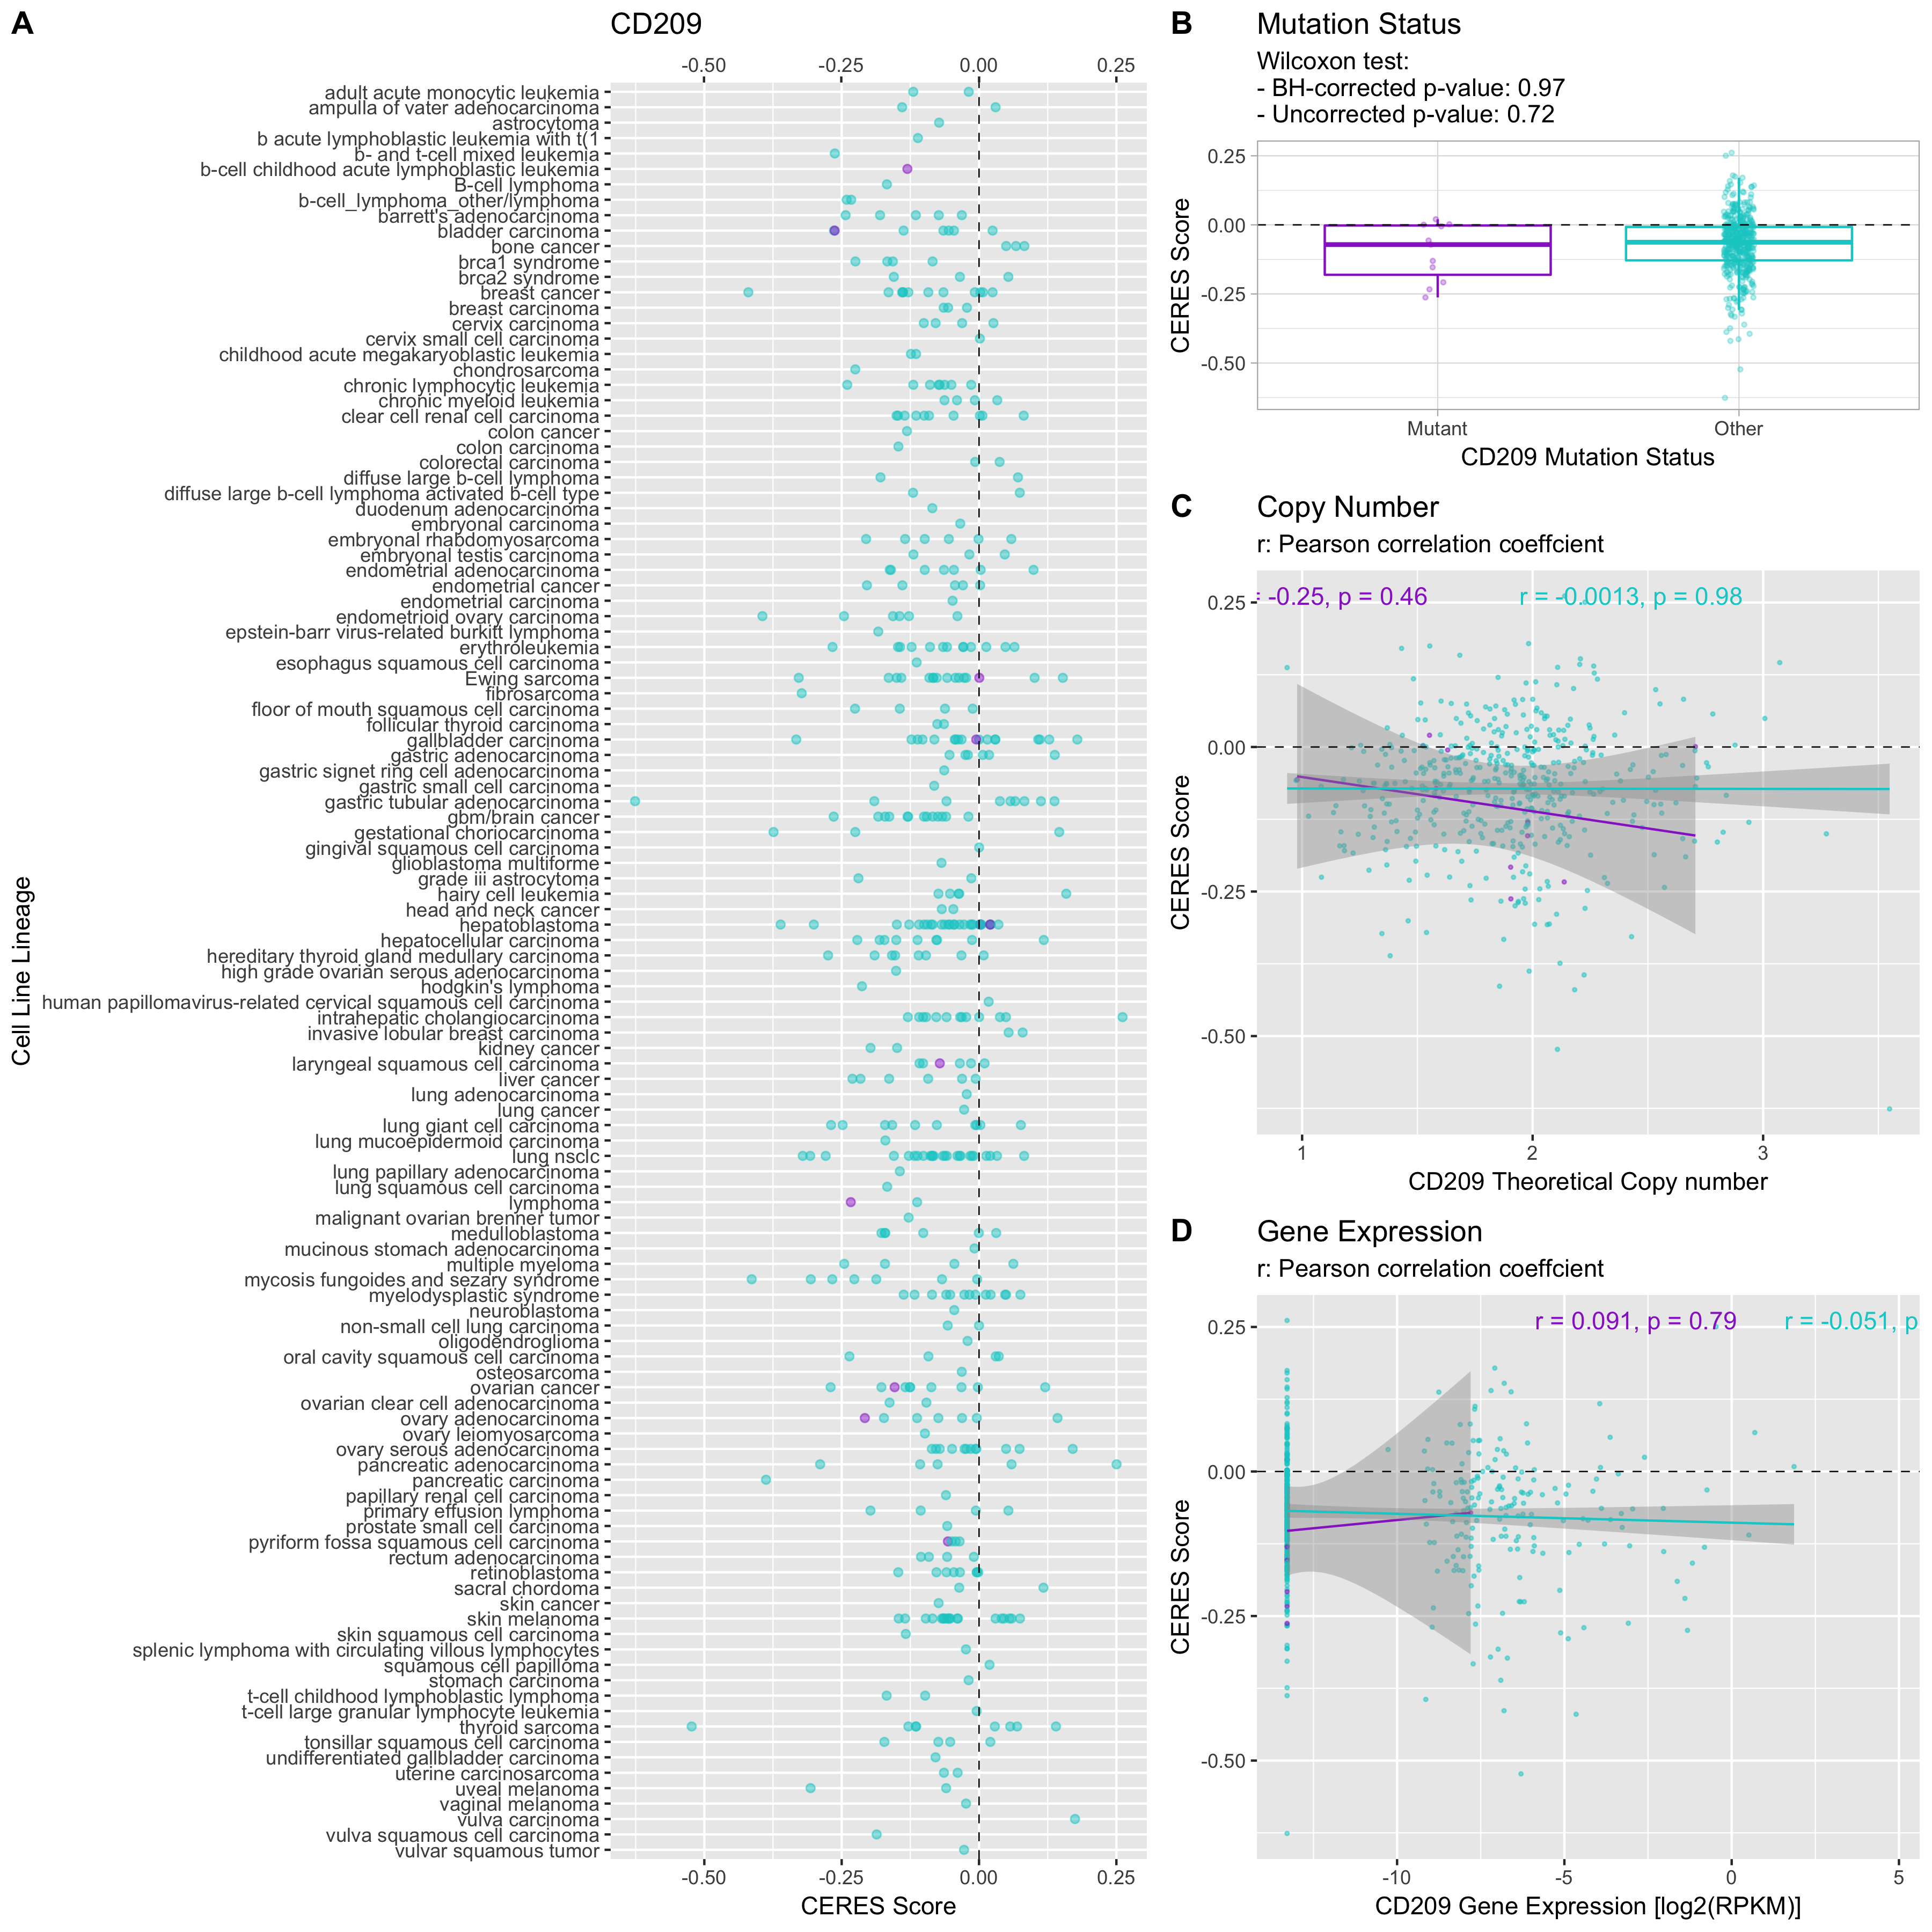 A
CD209
-0.50 -0.25 0.00 0.25
adult acute monocytic leukemia
ampulla of vater adenocarcinoma
astrocytoma
b acute lymphoblastic leukemia with t(1
b- and t-cell mixed leukemia
b-cell childhood acute lymphoblastic leukemia
B-cell lymphoma
b-cell_lymphoma_other/lymphoma
barrett's adenocarcinoma
bladder carcinoma
bone cancer
brca1 syndrome
brca2 syndrome
breast cancer
breast carcinoma
cervix carcinoma
cervix small cell carcinoma
childhood acute megakaryoblastic leukemia
chondrosarcoma
chronic lymphocytic leukemia
chronic myeloid leukemia
clear cell renal cell carcinoma
colon cancer
colon carcinoma
colorectal carcinoma
diffuse large b-cell lymphoma
diffuse large b-cell lymphoma activated b-cell type
duodenum adenocarcinoma
embryonal carcinoma
embryonal rhabdomyosarcoma
embryonal testis carcinoma
endometrial adenocarcinoma
endometrial cancer
endometrial carcinoma
endometrioid ovary carcinoma
epstein-barr virus-related burkitt lymphoma
erythroleukemia
esophagus squamous cell carcinoma
Ewing sarcoma
fibrosarcoma
floor of mouth squamous cell carcinoma
follicular thyroid carcinoma
gallbladder carcinoma
gastric adenocarcinoma
gastric signet ring cell adenocarcinoma
gastric small cell carcinoma
gastric tubular adenocarcinoma
gbm/brain cancer
gestational choriocarcinoma
gingival squamous cell carcinoma
glioblastoma multiforme
grade iii astrocytoma
hairy cell leukemia
head and neck cancer
hepatoblastoma
hepatocellular carcinoma
hereditary thyroid gland medullary carcinoma
high grade ovarian serous adenocarcinoma
hodgkin's lymphoma
human papillomavirus-related cervical squamous cell carcinoma
intrahepatic cholangiocarcinoma
invasive lobular breast carcinoma
kidney cancer
laryngeal squamous cell carcinoma
liver cancer
lung adenocarcinoma
lung cancer
lung giant cell carcinoma
lung mucoepidermoid carcinoma
lung nsclc
lung papillary adenocarcinoma
lung squamous cell carcinoma
lymphoma
malignant ovarian brenner tumor
medulloblastoma
mucinous stomach adenocarcinoma
multiple myeloma
mycosis fungoides and sezary syndrome
myelodysplastic syndrome
neuroblastoma
non-small cell lung carcinoma
oligodendroglioma
oral cavity squamous cell carcinoma
osteosarcoma
ovarian cancer
ovarian clear cell adenocarcinoma
ovary adenocarcinoma
ovary leiomyosarcoma
ovary serous adenocarcinoma
pancreatic adenocarcinoma
pancreatic carcinoma
papillary renal cell carcinoma
primary effusion lymphoma
prostate small cell carcinoma
pyriform fossa squamous cell carcinoma
rectum adenocarcinoma
retinoblastoma
sacral chordoma
skin cancer
skin melanoma
skin squamous cell carcinoma
splenic lymphoma with circulating villous lymphocytes
squamous cell papilloma
stomach carcinoma
t-cell childhood lymphoblastic lymphoma
t-cell large granular lymphocyte leukemia
thyroid sarcoma
tonsillar squamous cell carcinoma
undifferentiated gallbladder carcinoma
uterine carcinosarcoma
uveal melanoma
vaginal melanoma
vulva carcinoma
vulva squamous cell carcinoma
vulvar squamous tumor
-0.50 -0.25 0.00 0.25
CERES Score
Cell Line Lineage
B
Mutation Status
Wilcoxon test:
- BH-corrected p-value: 0.97
- Uncorrected p-value: 0.72
0.25
0.00
-0.25
-0.50
CERES Score
Mutant Other
CD209 Mutation Status
C
Copy Number
r: Pearson correlation coeffcient
: -0.25, p = 0.46 r = -0.0013, p = 0.98
0.25
0.00
-0.25
-0.50
CERES Score
1 2 3
CD209 Theoretical Copy number
D
Gene Expression
r: Pearson correlation coeffcient
r = 0.091, p = 0.79 r = -0.051, p
0.25
0.00
-0.25
-0.50
CERES Score
-10 -5 0 5
CD209 Gene Expression [log2(RPKM)]